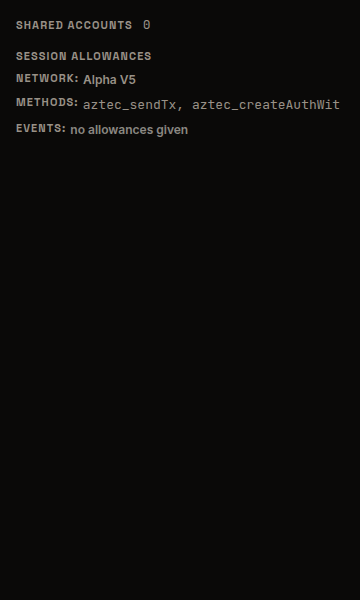 SHARED ACCOUNTS 0
SESSION ALLOWANCES
NETWORK: Alpha V5
METHODS: aztec_sendTx, aztec_createAuthWit
EVENTS: no allowances given